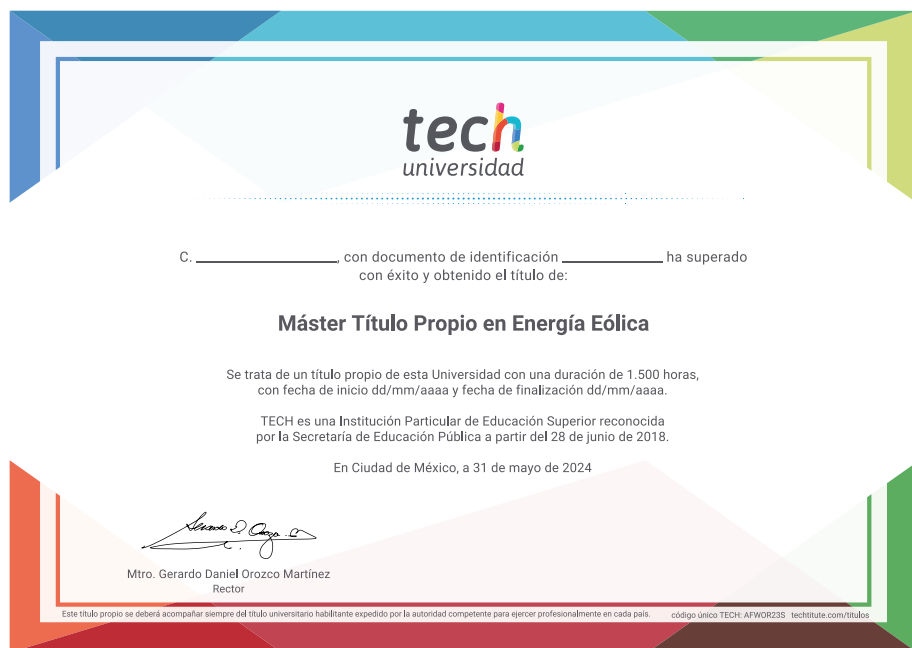 tech
universidad
C. ____________________, con documento de identificación ______________ ha superado
con éxito y obtenido el título de:
Máster Título Propio en Energía Eólica
Se trata de un título propio de esta Universidad con una duración de 1.500 horas,
con fecha de inicio dd/mm/aaaa y fecha de finalización dd/mm/aaaa.
TECH es una Institución Particular de Educación Superior reconocida
por la Secretaría de Educación Pública a partir del 28 de junio de 2018.
En Ciudad de México, a 31 de mayo de 2024
Mtro. Gerardo Daniel Orozco Martínez
Rector
Este título propio se deberá acompañar siempre del título universitario habilitante expedido por la autoridad competente para ejercer profesionalmente en cada país. código único TECH: AFWOR23S techtitute.com/titulos